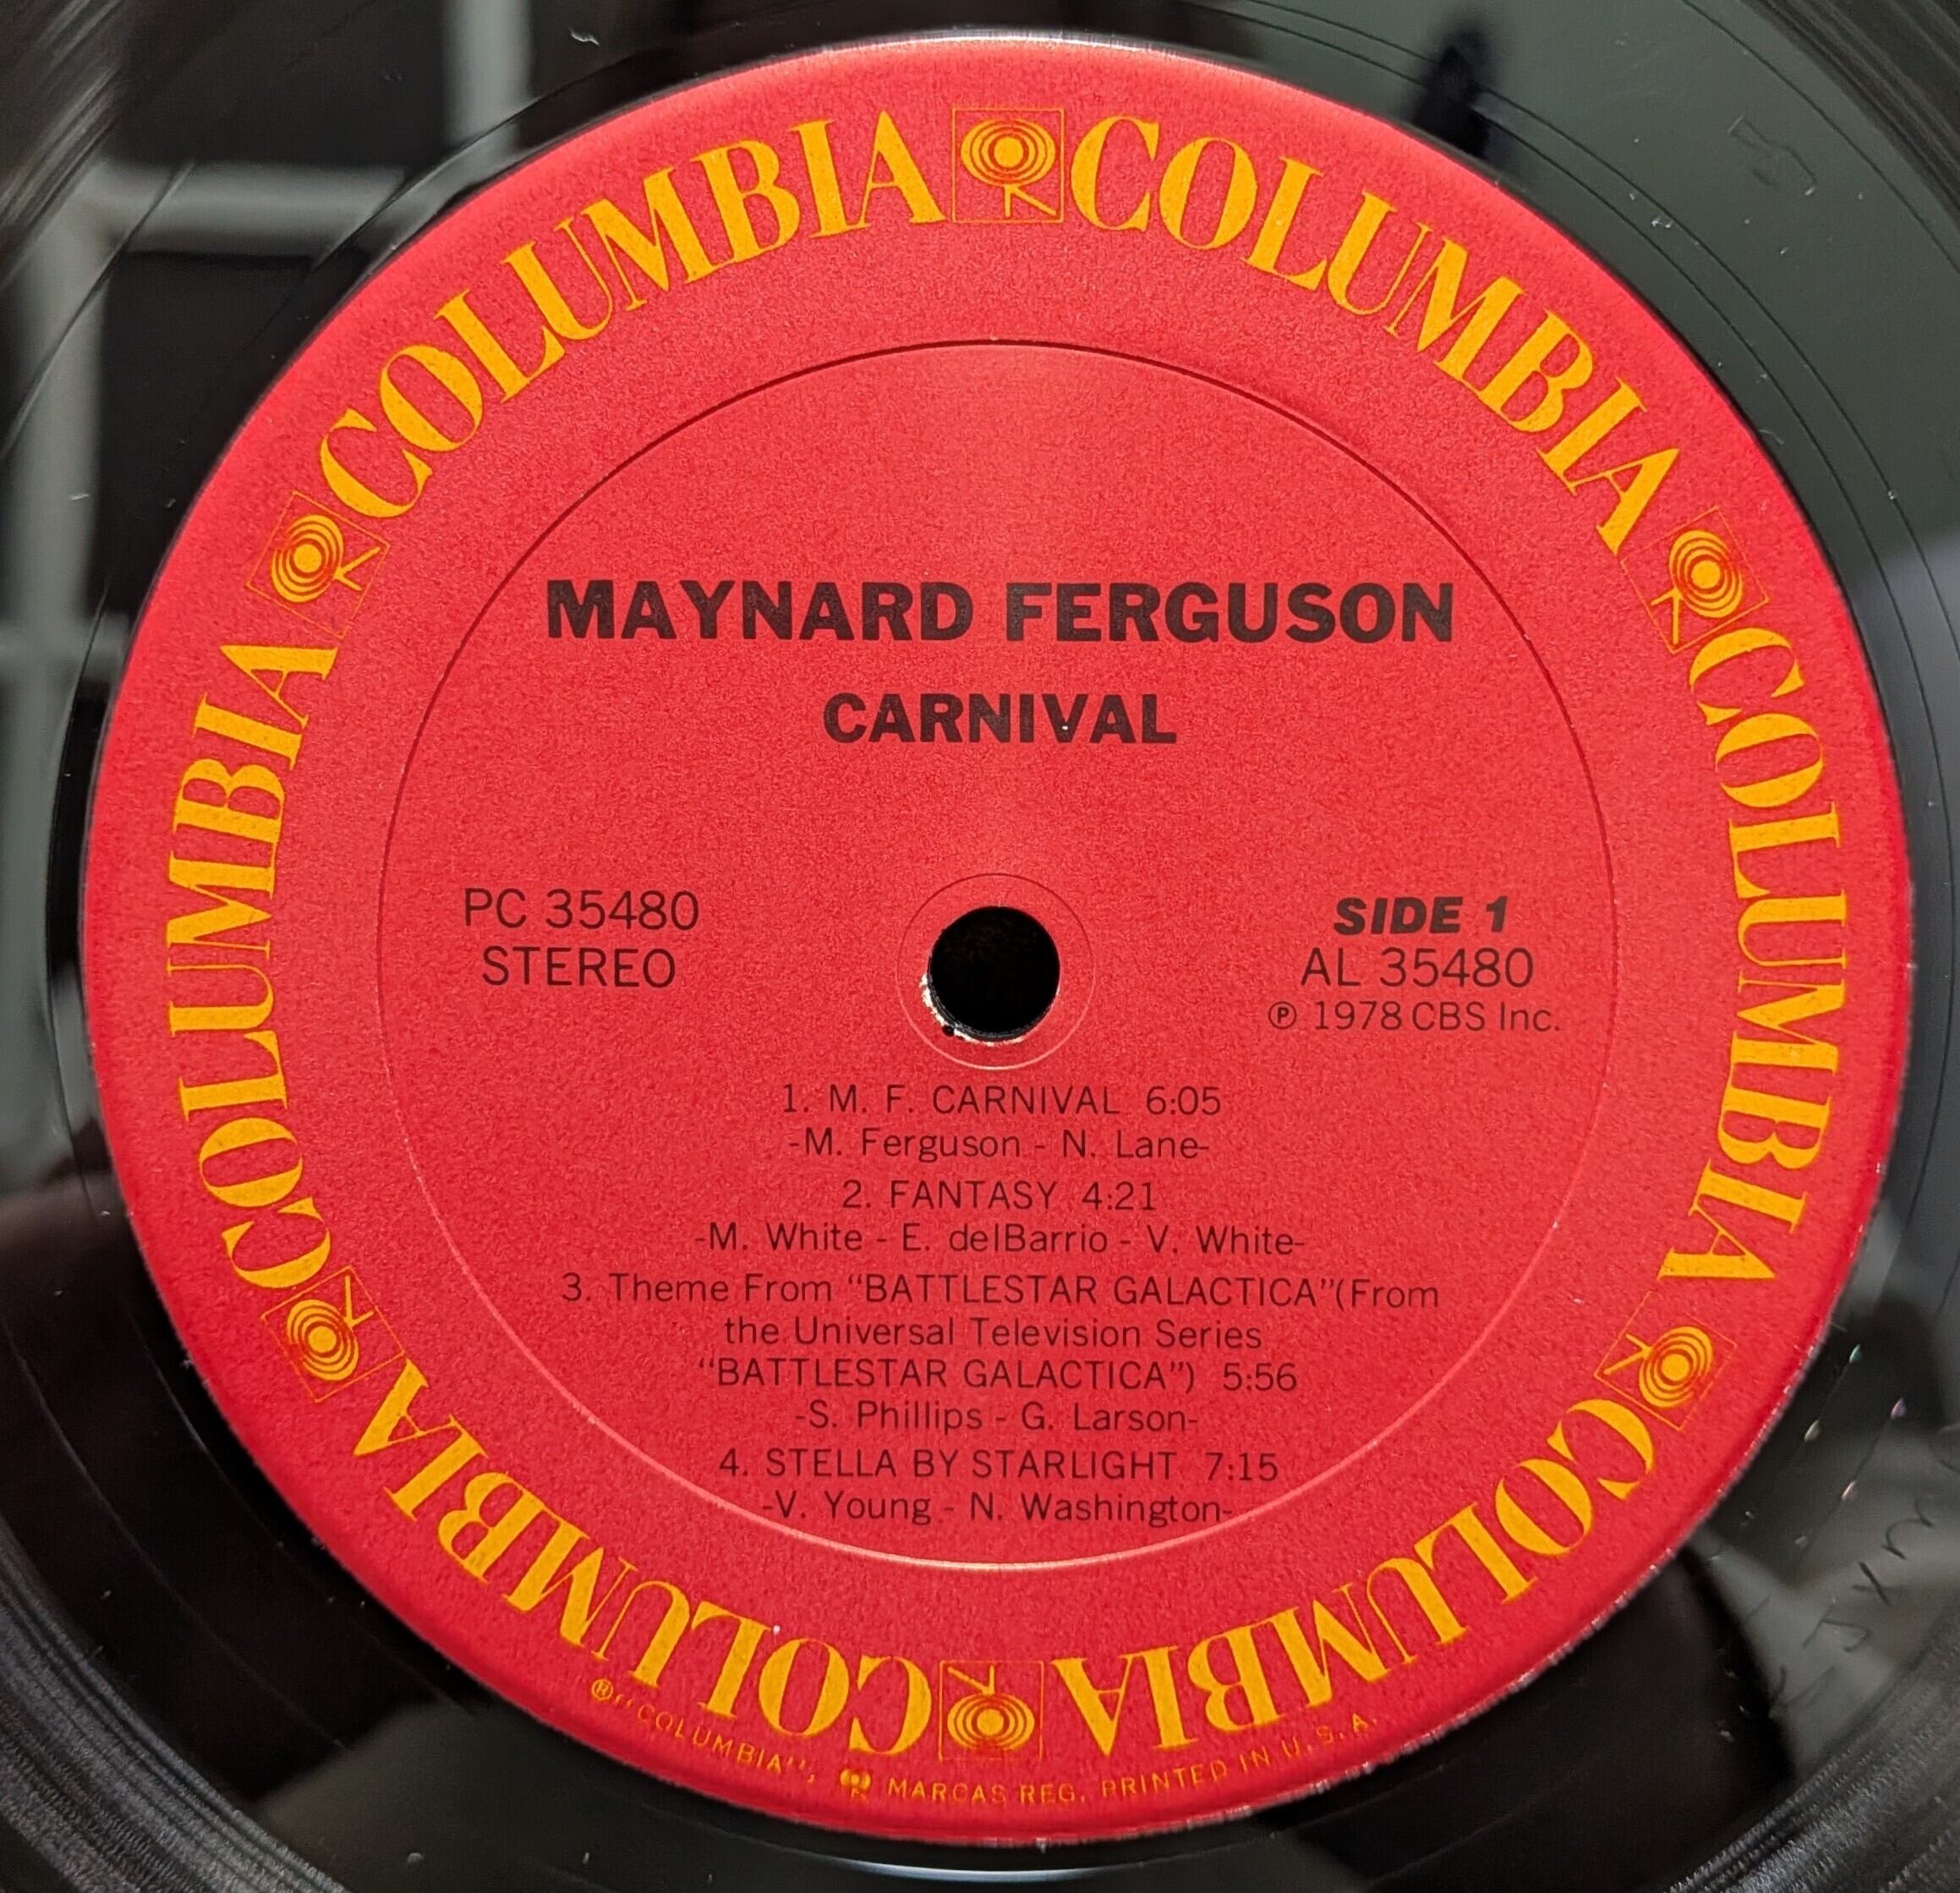 COLUMBIA COLUMBIA COLUMBIA COLUMBIA COLUMBIA COLUMBIA
MAYNARD FERGUSON
CARNIVAL
PC 35480
STEREO
SIDE 1
AL 35480
Ⓟ 1978 CBS Inc.
1. M. F. CARNIVAL 6:05
-M. Ferguson - N. Lane-
2. FANTASY 4:21
-M. White - E. delBarrio - V. White-
3. Theme From “BATTLESTAR GALACTICA”(From
the Universal Television Series
“BATTLESTAR GALACTICA”) 5:56
-S. Phillips - G. Larson-
4. STELLA BY STARLIGHT 7:15
-V. Young - N. Washington-
® “COLUMBIA”, MARCAS REG. PRINTED IN U. S. A.